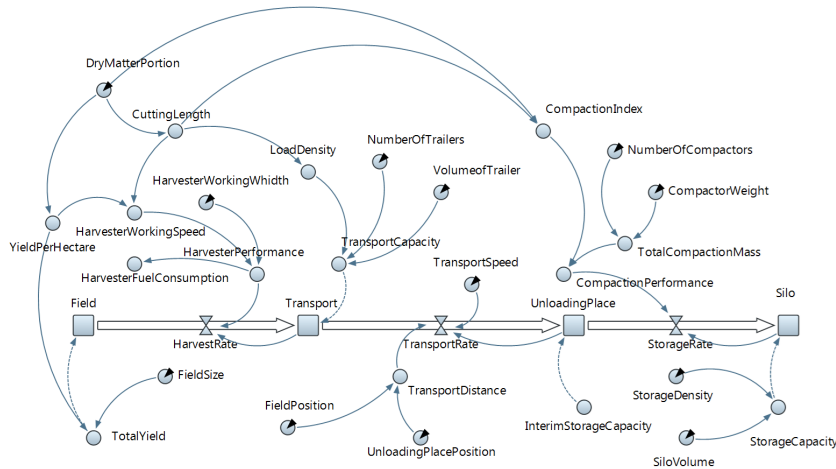 DryMatterPortion
CuttingLength
CompactionIndex
NumberOfTrailers
LoadDensity
NumberOfCompactors
HarvesterWorkingWhidth
VolumeofTrailer
CompactorWeight
HarvesterWorkingSpeed
YieldPerHectare
HarvesterPerformance
TransportCapacity
TotalCompactionMass
TransportSpeed
HarvesterFuelConsumption
CompactionPerformance
Field
Transport
UnloadingPlace
Silo
HarvestRate
TransportRate
StorageRate
FieldSize
TransportDistance
StorageDensity
FieldPosition
InterimStorageCapacity
TotalYield
UnloadingPlacePosition
StorageCapacity
SiloVolume